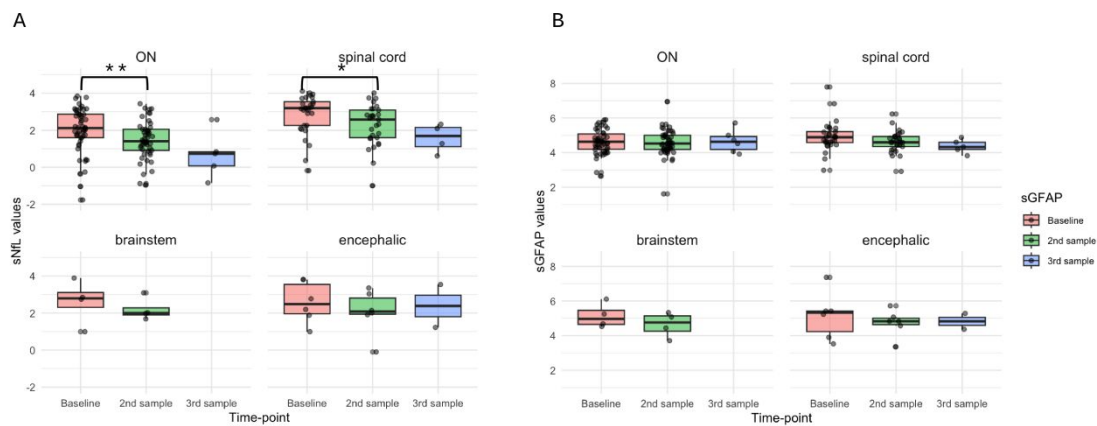 A
B
ON
spinal cord
* *
*
4
2
0
-2
brainstem
encephalic
4
2
0
-2
sNfL values
Baseline
2nd sample
3rd sample
Baseline
2nd sample
3rd sample
Time-point
ON
spinal cord
8
6
4
2
brainstem
encephalic
8
6
4
2
sGFAP values
Baseline
2nd sample
3rd sample
Baseline
2nd sample
3rd sample
Time-point
sGFAP
Baseline
2nd sample
3rd sample